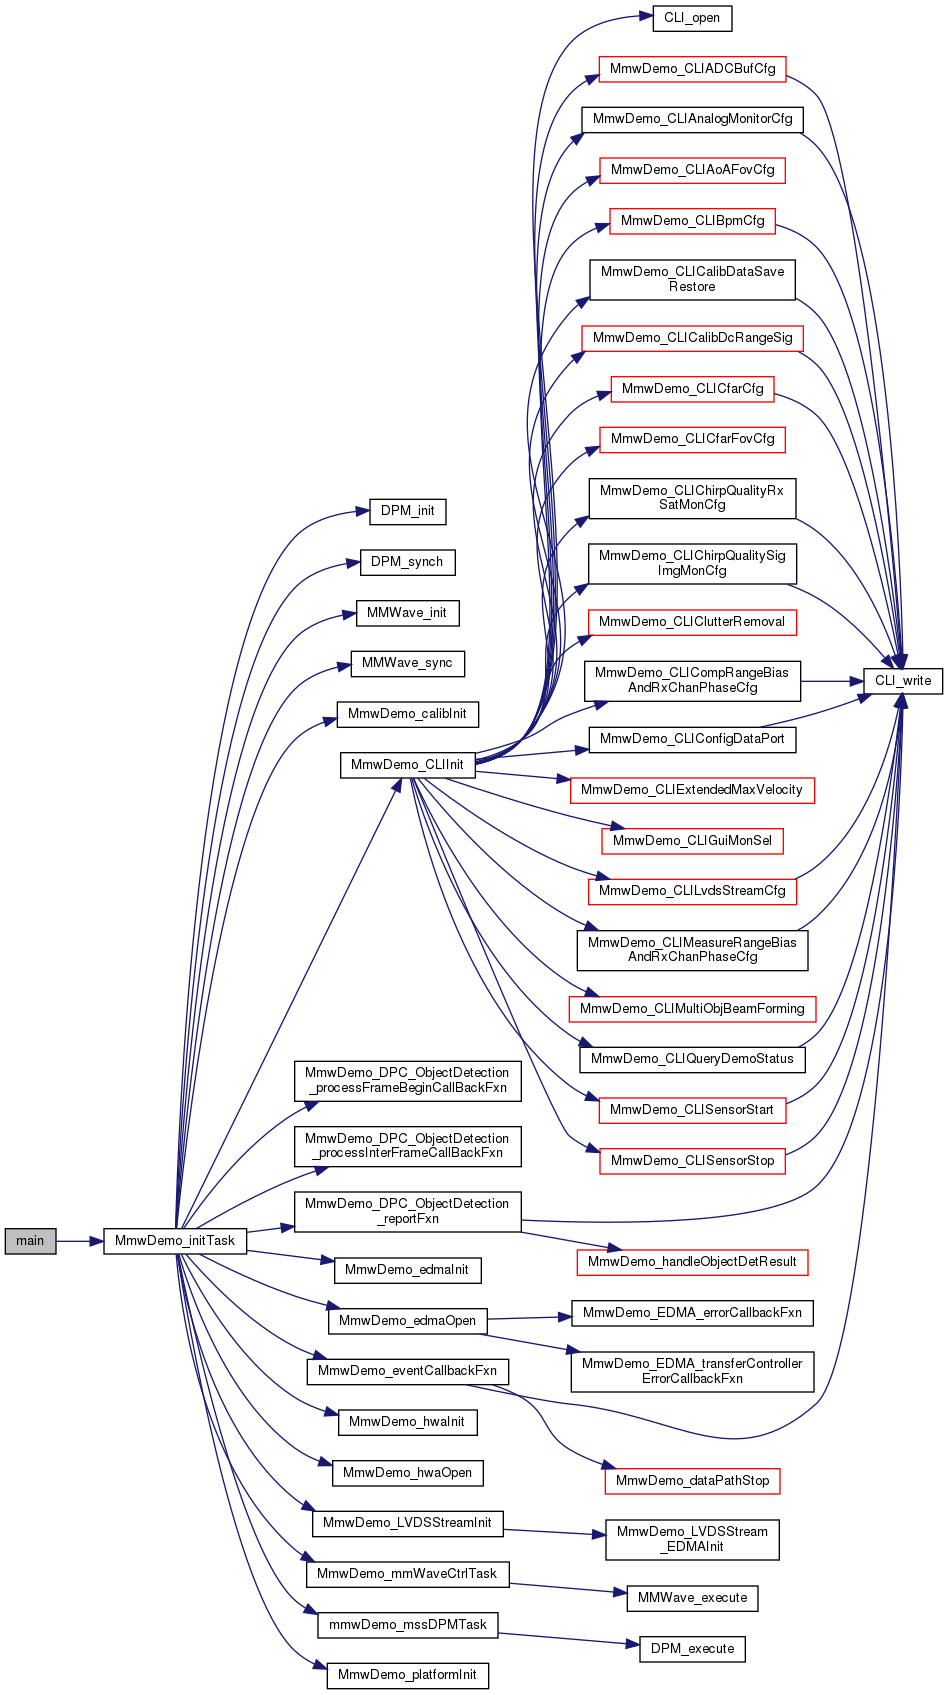 CLI_open
MmwDemo_CLIADCBufCfg
MmwDemo_CLIAnalogMonitorCfg
MmwDemo_CLIAoAFovCfg
MmwDemo_CLIBpmCfg
MmwDemo_CLICalibDataSave
Restore
MmwDemo_CLICalibDcRangeSig
MmwDemo_CLICfarCfg
MmwDemo_CLICfarFovCfg
MmwDemo_CLIChirpQualityRx
SatMonCfg
DPM_init
MmwDemo_CLIChirpQualitySig
ImgMonCfg
DPM_synch
MMWave_init
MmwDemo_CLIClutterRemoval
MMWave_sync
MmwDemo_CLICompRangeBias
AndRxChanPhaseCfg
CLI_write
MmwDemo_calibInit
MmwDemo_CLIConfigDataPort
MmwDemo_CLIInit
MmwDemo_CLIExtendedMaxVelocity
MmwDemo_CLIGuiMonSel
MmwDemo_CLILvdsStreamCfg
MmwDemo_CLIMeasureRangeBias
AndRxChanPhaseCfg
MmwDemo_CLIMultiObjBeamForming
MmwDemo_CLIQueryDemoStatus
MmwDemo_DPC_ObjectDetection
_processFrameBeginCallBackFxn
MmwDemo_CLISensorStart
MmwDemo_DPC_ObjectDetection
_processInterFrameCallBackFxn
MmwDemo_CLISensorStop
MmwDemo_DPC_ObjectDetection
_reportFxn
main
MmwDemo_initTask
MmwDemo_handleObjectDetResult
MmwDemo_edmaInit
MmwDemo_edmaOpen
MmwDemo_EDMA_errorCallbackFxn
MmwDemo_EDMA_transferController
ErrorCallbackFxn
MmwDemo_eventCallbackFxn
MmwDemo_hwaInit
MmwDemo_hwaOpen
MmwDemo_dataPathStop
MmwDemo_LVDSStreamInit
MmwDemo_LVDSStream
_EDMAInit
MmwDemo_mmWaveCtrlTask
MMWave_execute
mmwDemo_mssDPMTask
DPM_execute
MmwDemo_platformInit